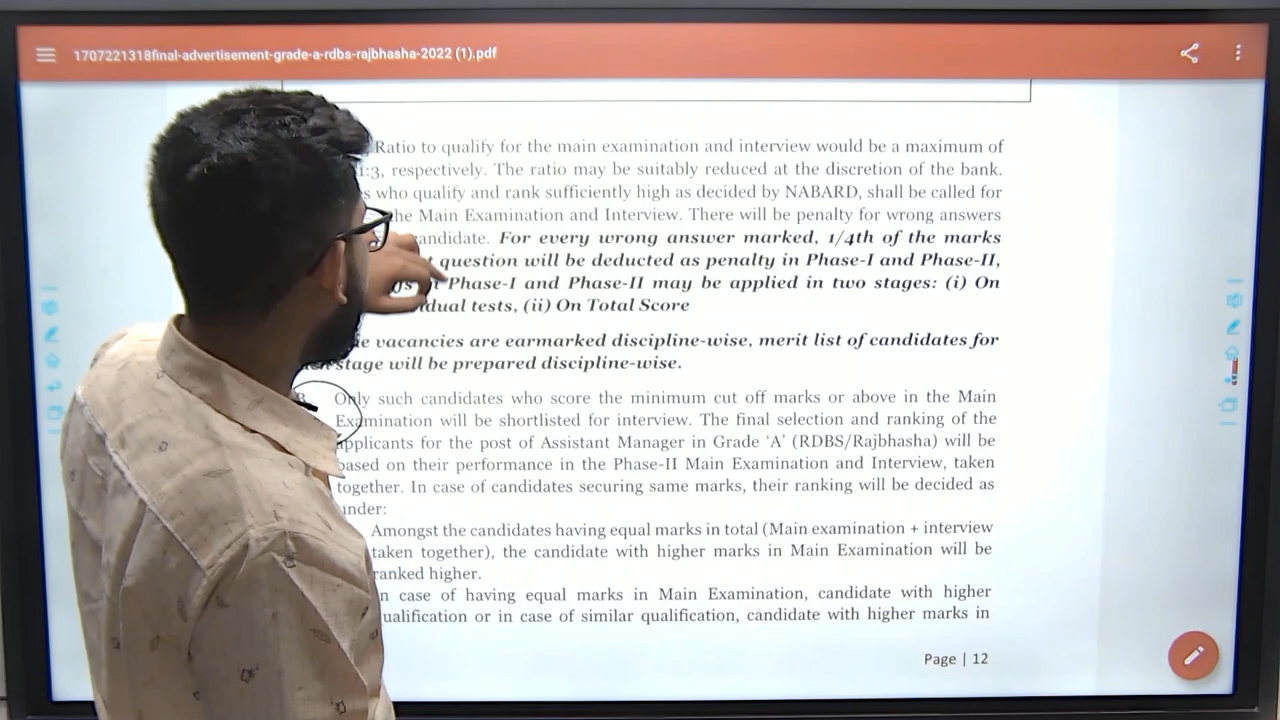 1707221318final-advertisement-grade-a-rdbs-rajbhasha-2022 (1).pdf
Ratio to qualify for the main examination and interview would be a maximum of
1:3, respectively. The ratio may be suitably reduced at the discretion of the bank.
who qualify and rank sufficiently high as decided by NABARD, shall be called for
the Main Examination and Interview. There will be penalty for wrong answers
For every wrong answer marked, 1/4th of the marks
question will be deducted as penalty in Phase-I and Phase-II,
Phase-I and Phase-II may be applied in two stages: (i) On
tests, (ii) On Total Score
vacancies are earmarked discipline-wise, merit list of candidates for
stage will be prepared discipline-wise.
Only such candidates who score the minimum cut off marks or above in the Main
Examination will be shortlisted for interview. The final selection and ranking of the
applicants for the post of Assistant Manager in Grade ‘A’ (RDBS/Rajbhasha) will be
based on their performance in the Phase-II Main Examination and Interview, taken
together. In case of candidates securing same marks, their ranking will be decided as
under:
Amongst the candidates having equal marks in total (Main examination + interview
taken together), the candidate with higher marks in Main Examination will be
ranked higher.
case of having equal marks in Main Examination, candidate with higher
or in case of similar qualification, candidate with higher marks in
Page | 12